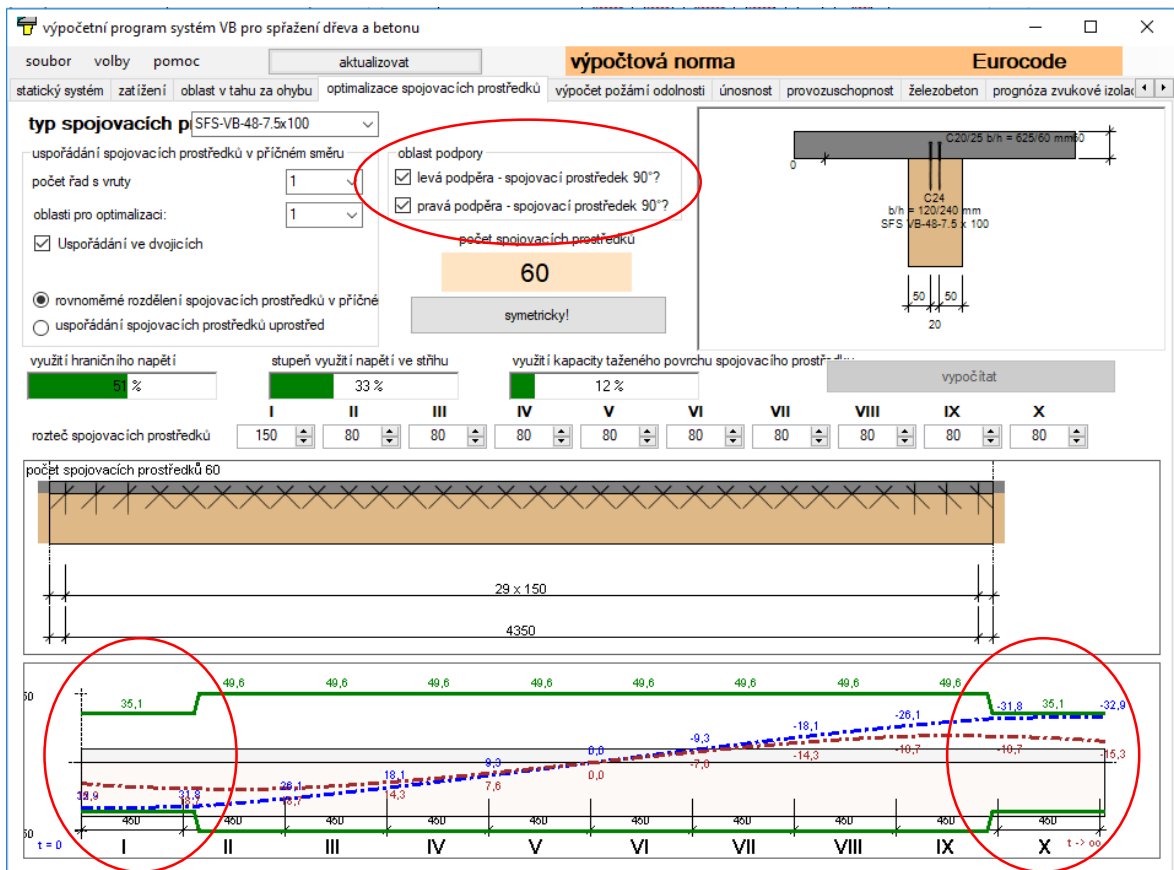 výpočetní program systém VB pro spřažení dřeva a betonu
soubor volby pomoc aktualizovat výpočtová norma Eurocode
statický systém zatížení oblast v tahu za ohybu optimalizace spojovacích prostředků výpočet požární odolnosti únosnost provozuschopnost železobeton prognóza zvukové izolac
typ spojovacích p SFS-VB-48-7.5x100
uspořádání spojovacích prostředků v příčném směru
počet řad s vruty 1
oblasti pro optimalizaci: 1
Uspořádání ve dvojicích
rovnoměrné rozdělení spojovacích prostředků v příčné
uspořádání spojovacích prostředků uprostřed
oblast podpory
levá podpěra - spojovací prostředek 90°?
pravá podpěra - spojovací prostředek 90°?
počet spojovacích prostředků
60
symetricky!
C20/25 b/h = 625/60 mm60
0
C24
b/h = 120/240 mm
SFS VB-48-7.5 x 100
50 50
20
využití hraničního napětí stupeň využití napětí ve střihu využití kapacity taženého povrchu spojovacího prostředku
51 % 33 % 12 % vypočítat
I II III IV V VI VII VIII IX X
rozteč spojovacích prostředků 150 80 80 80 80 80 80 80 80 80
počet spojovacích prostředků 60
29 x 150
4350
49,6 49,6 49,6 49,6 49,6 49,6 49,6
35,1 -31,8 35,1 -32,9
-26,1
-18,1
-9,3 -10,7 -10,7
0,0 -14,3 -15,3
9,3 -7,0
18,1 0,0
26,1 7,6
31,8 14,3
460 460 460 460 460 460 460 460 460 460
t = 0 I II III IV V VI VII VIII IX X t -> oo